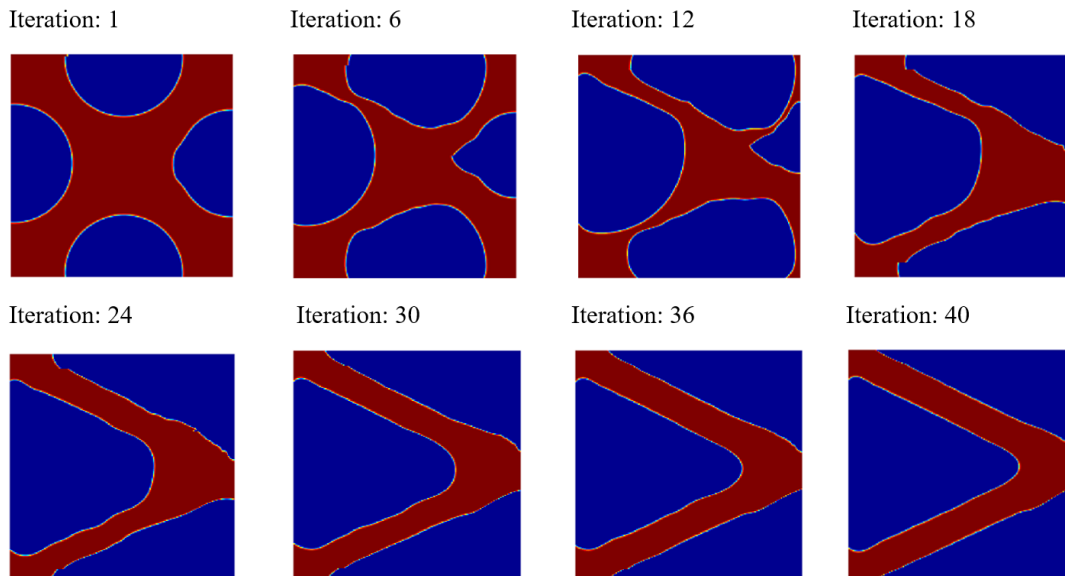 Iteration: 1
Iteration: 6
Iteration: 12
Iteration: 18
Iteration: 24
Iteration: 30
Iteration: 36
Iteration: 40